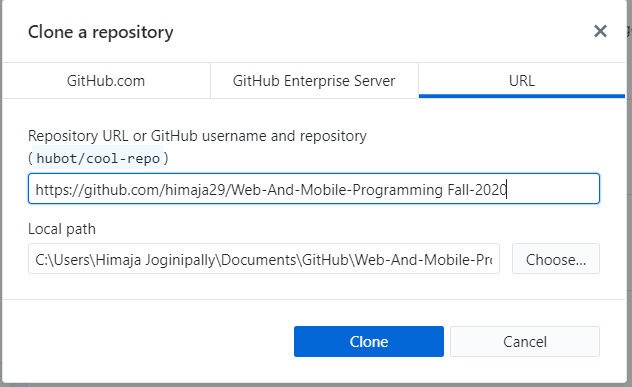 Clone a repository
GitHub.com
GitHub Enterprise Server
URL
Repository URL or GitHub username and repository
(hubot/cool-repo)
https://github.com/himaja29/Web-And-Mobile-Programming Fall-2020
Local path
C:\Users\Himaja Joginipally\Documents\GitHub\Web-And-Mobile-Pro
Choose...
Clone
Cancel